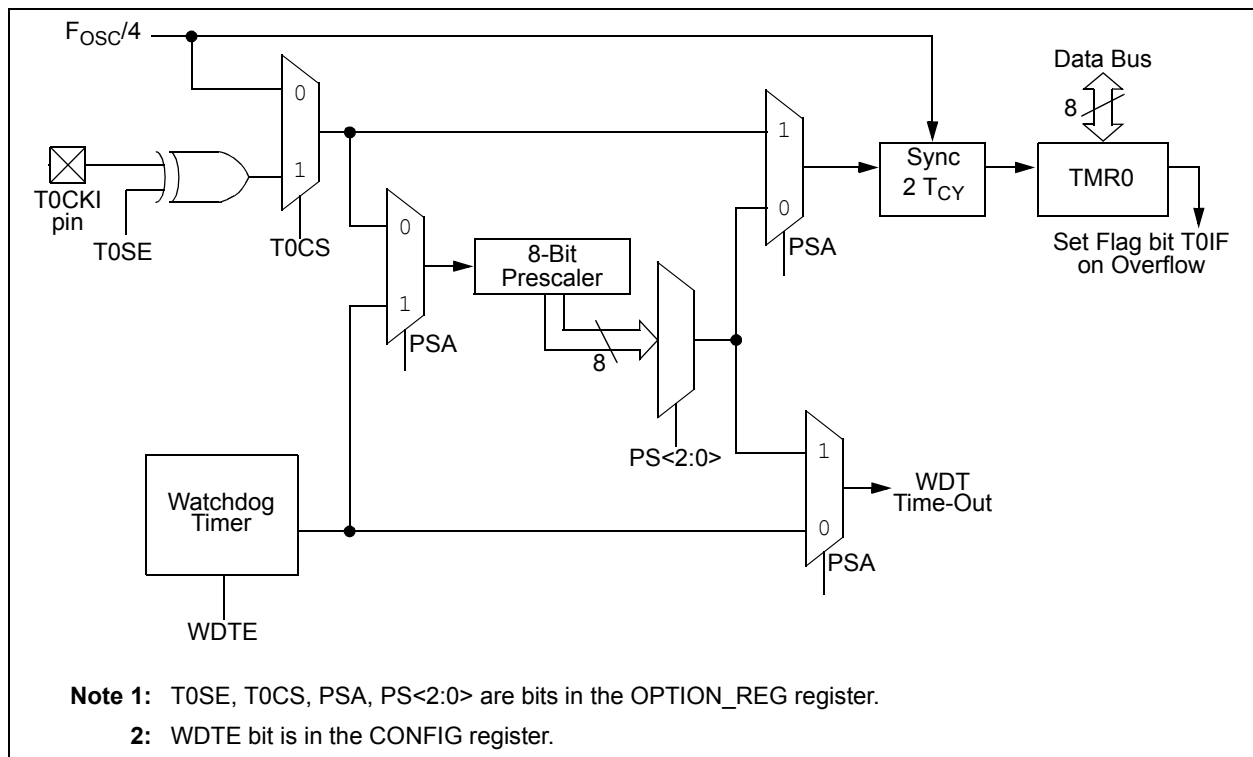 FOSC/4
Data Bus
8
0
1
1
0
T0CKI
pin
T0SE
T0CS
Sync
2 TCY
TMR0
PSA
Set Flag bit T0IF
on Overflow
0
1
8-Bit
Prescaler
PSA
8
PS<2:0>
Watchdog
Timer
1
0
WDT
Time-Out
PSA
WDTE
Note 1: T0SE, T0CS, PSA, PS<2:0> are bits in the OPTION_REG register.
2: WDTE bit is in the CONFIG register.